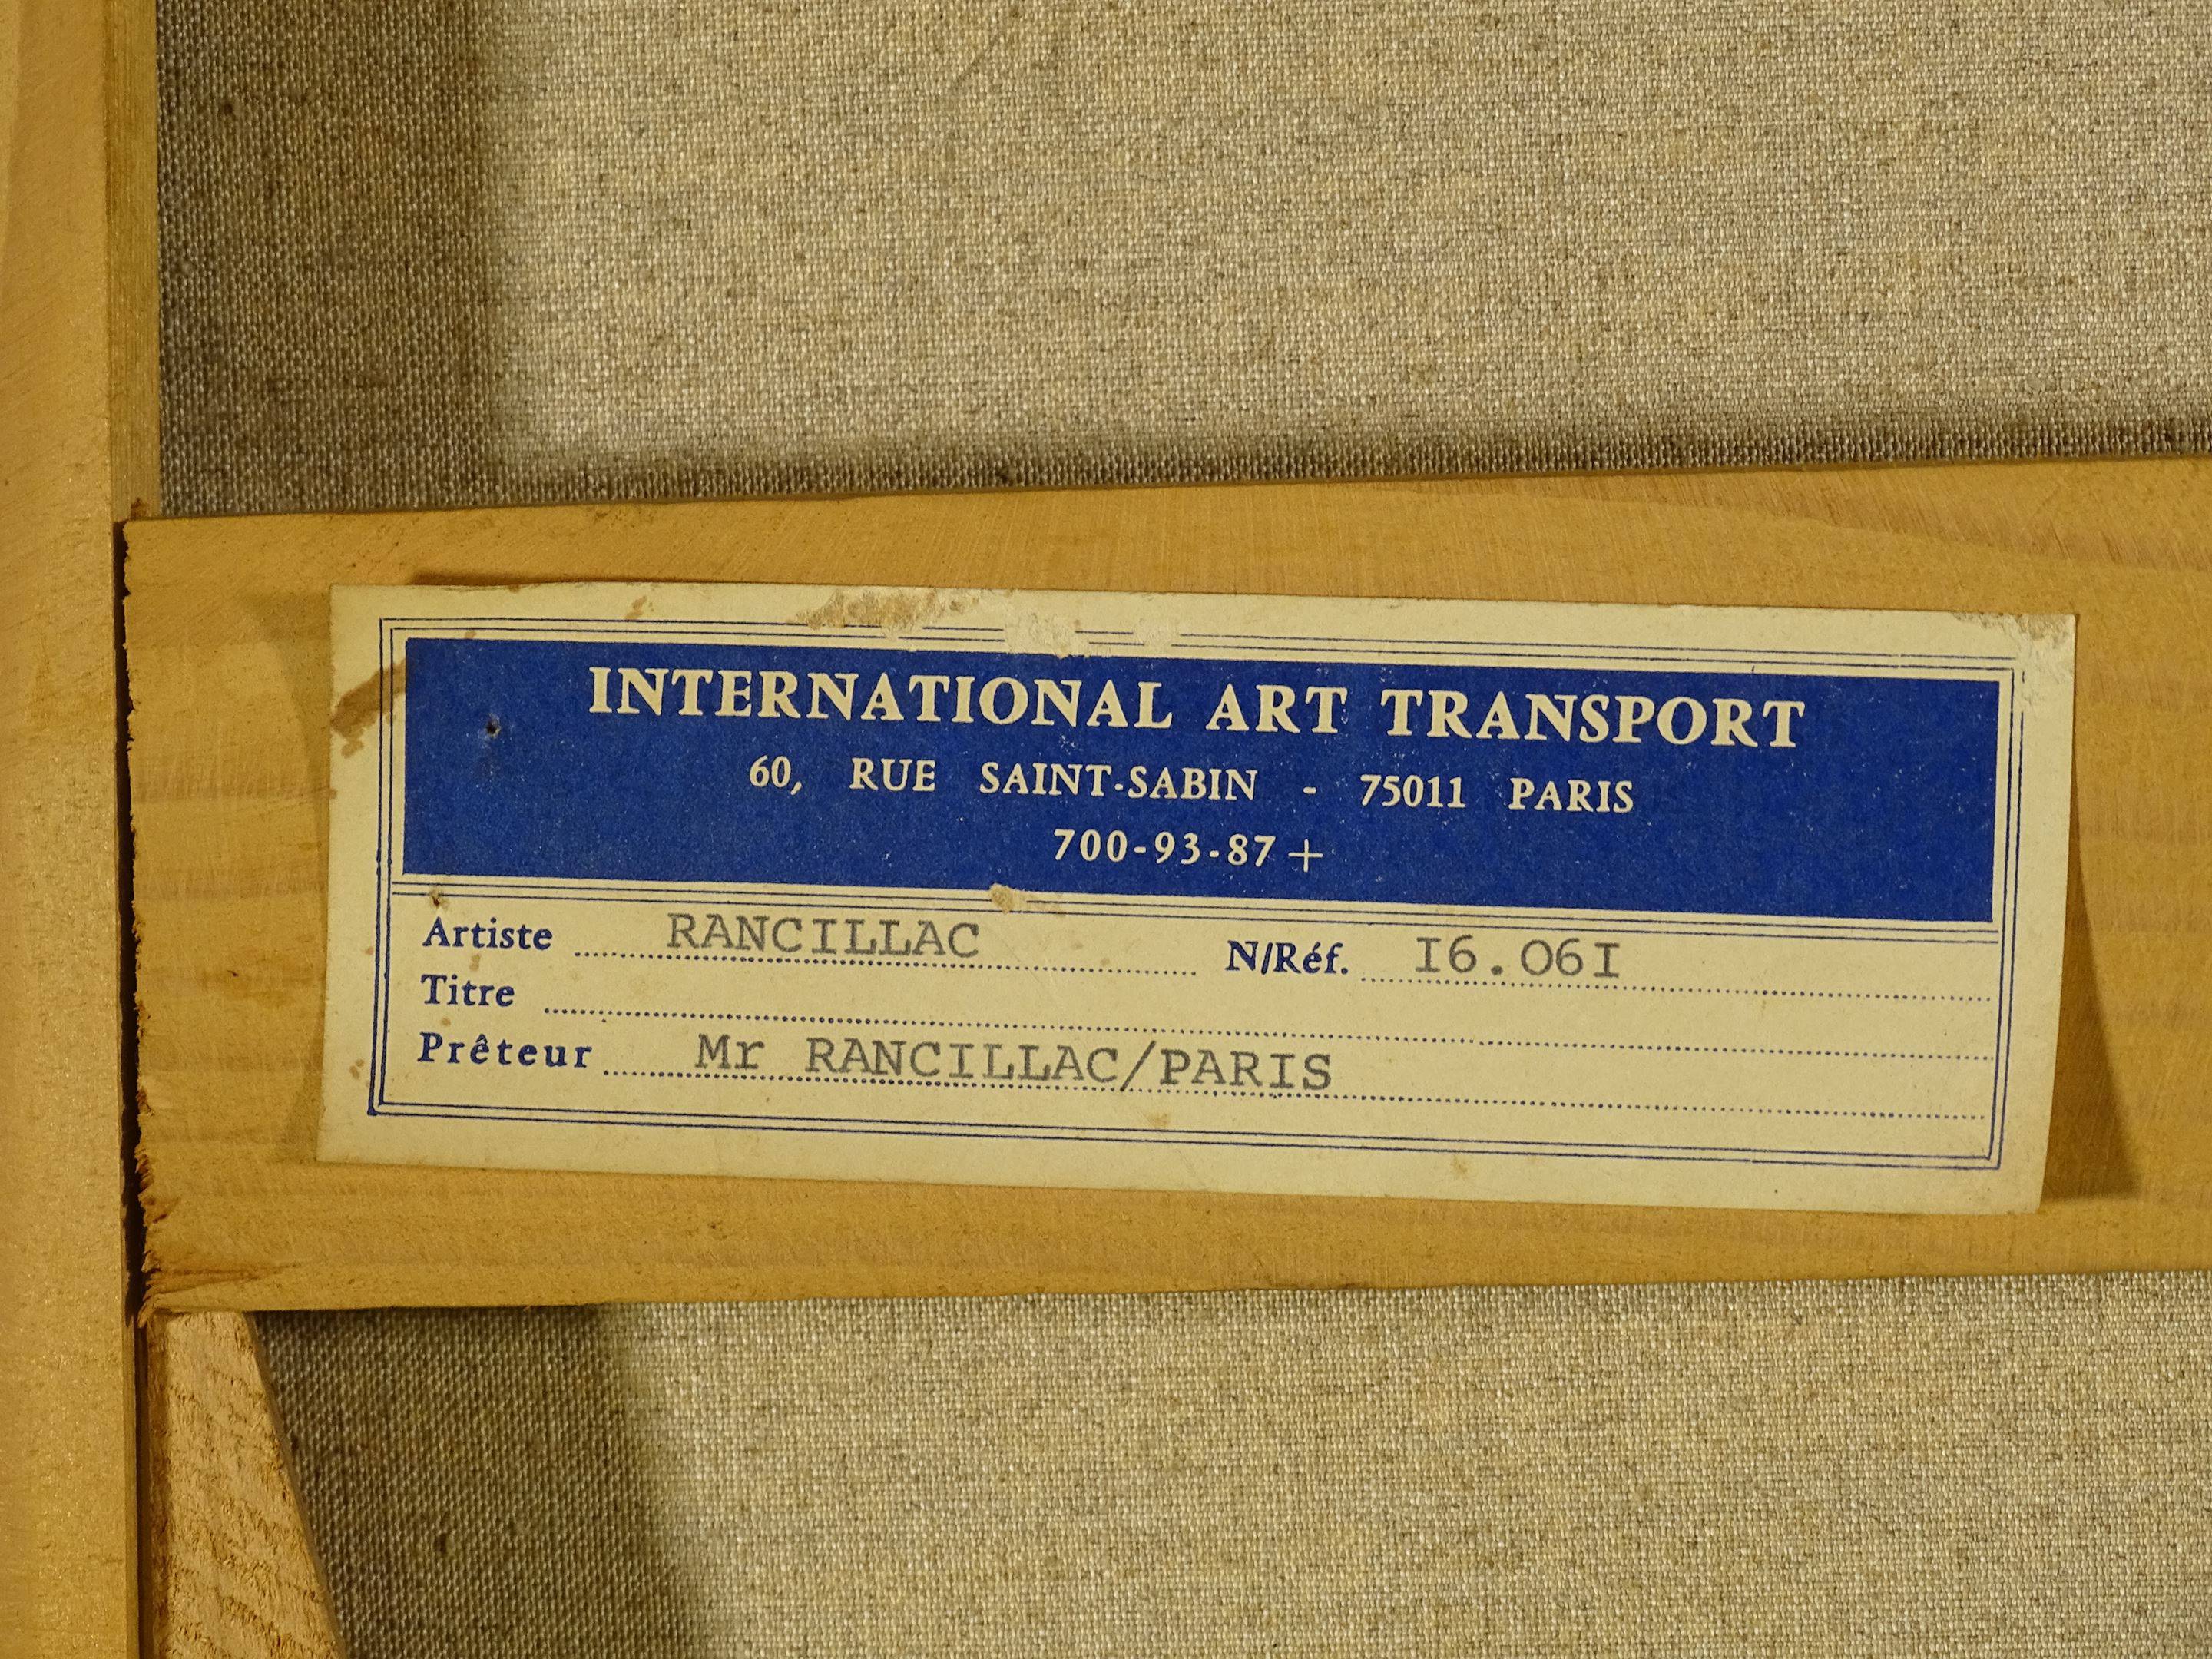 INTERNATIONAL ART TRANSPORT
60, RUE SAINT-SABIN - 75011 PARIS
700-93-87+
Artiste RANCILLAC N/Réf. I6.O6I
Titre
Prêteur Mr RANCILLAC/PARIS